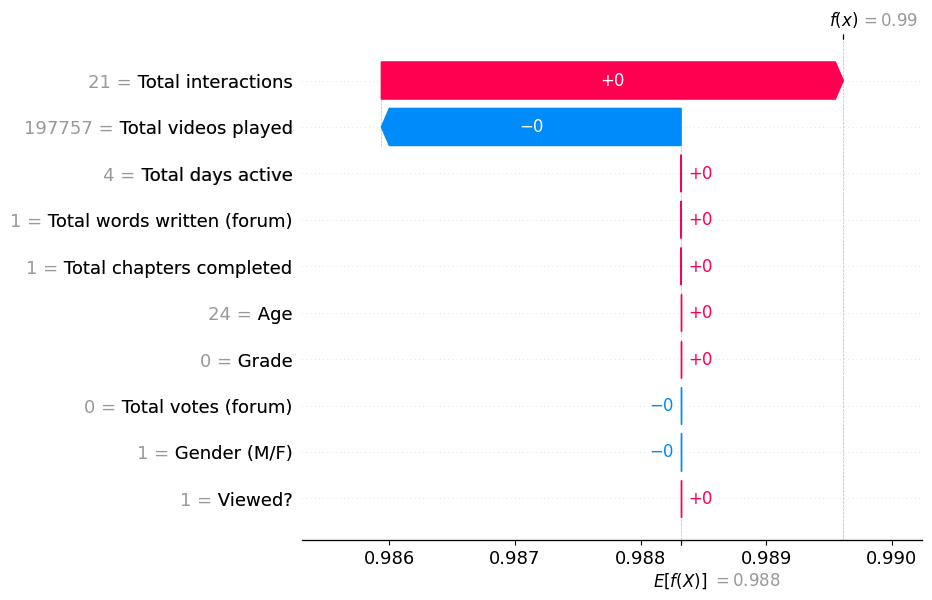 f(x) = 0.99
21 = Total interactions
+0
197757 = Total videos played
−0
4 = Total days active
+0
1 = Total words written (forum)
+0
1 = Total chapters completed
+0
24 = Age
+0
0 = Grade
+0
0 = Total votes (forum)
−0
1 = Gender (M/F)
−0
1 = Viewed?
+0
0.986 0.987 0.988 0.989 0.990
E[f(X)] = 0.988